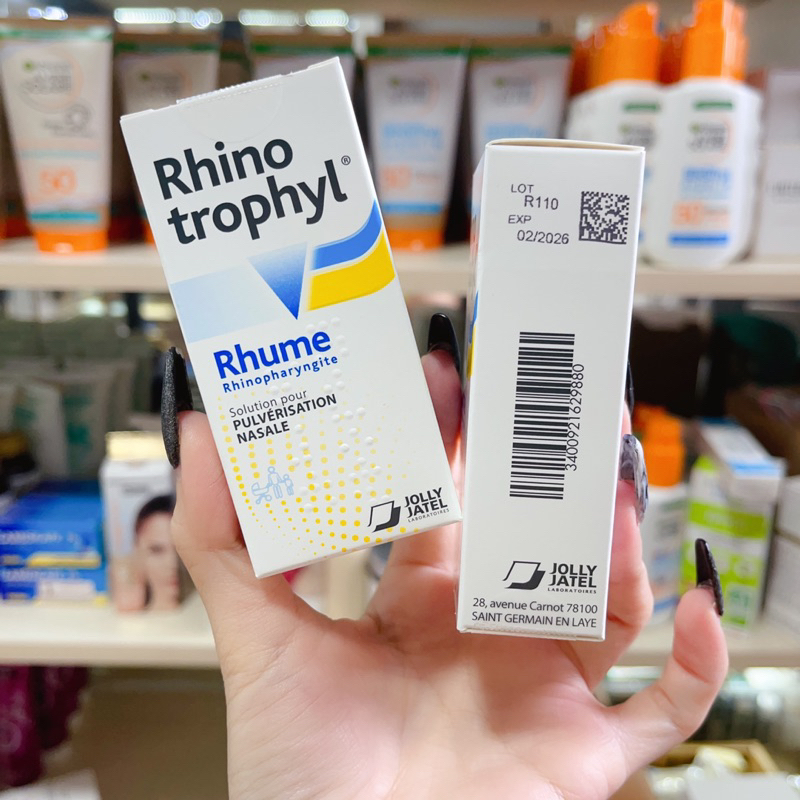 Rhino
trophyl®
Rhume
Rhinopharyngite
Solution pour
PULVÉRISATION
NASALE
JOLLY
JATEL
LABORATOIRES
LOT
R110
EXP
02/2026
3400921629880
JOLLY
JATEL
LABORATOIRES
28, avenue Carnot 78100
SAINT GERMAIN EN LAYE